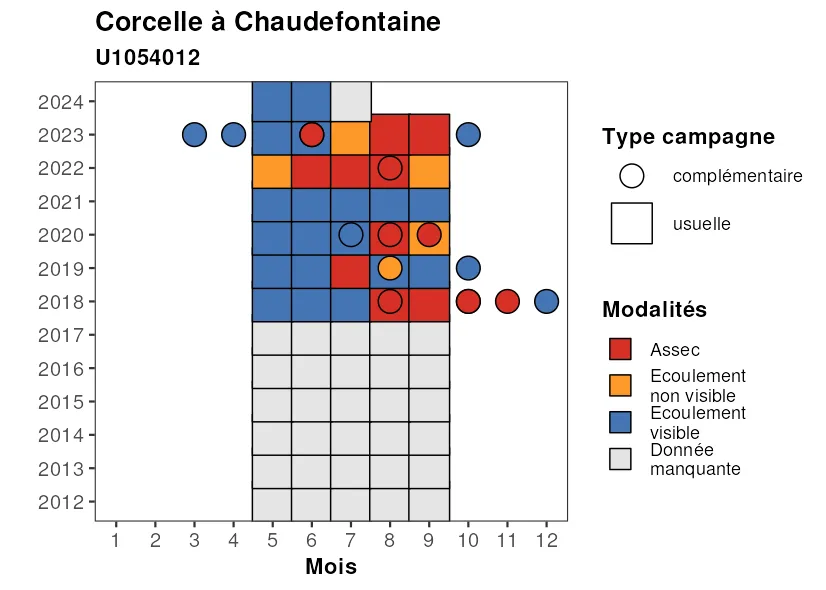 Corcelle à Chaudefontaine
U1054012
2024
2023
2022
2021
2020
2019
2018
2017
2016
2015
2014
2013
2012
1 2 3 4 5 6 7 8 9 10 11 12
Mois
Type campagne
complémentaire
usuelle
Modalités
Assec
Ecoulement
non visible
Ecoulement
visible
Donnée
manquante